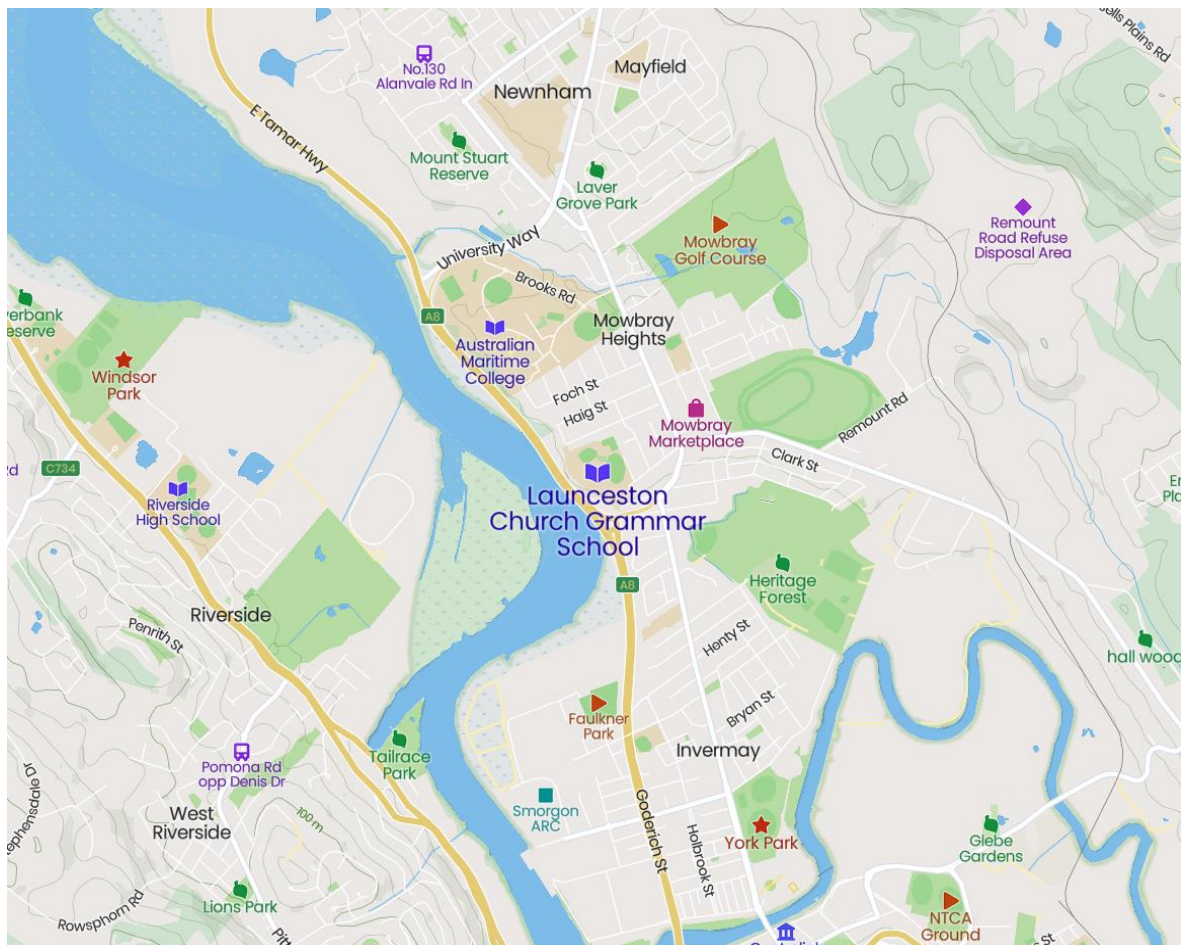 No.130
Alanvale Rd In
Mayfield
Newnham
E Tamar Hwy
Mount Stuart
Reserve
Laver
Grove Park
Remount
Road Refuse
Disposal Area
Mowbray
Golf Course
University Way
Brooks Rd
A8
Mowbray
Heights
Australian
Maritime
College
Windsor
Park
Foch St
Haig St
Mowbray
Marketplace
Remount Rd
Clark St
C734
Riverside
High School
Launceston
Church Grammar
School
A8
Heritage
Forest
Riverside
Penrith St
Henty St
hall wood
Bryan St
Faulkner
Park
Invermay
Tailrace
Park
Pomona Rd
opp Denis Dr
100 m
West
Riverside
Smorgon
ARC
Goderich St
Holbrook St
York Park
Glebe
Gardens
Lions Park
Rowsphorn Rd
NTCA
Ground